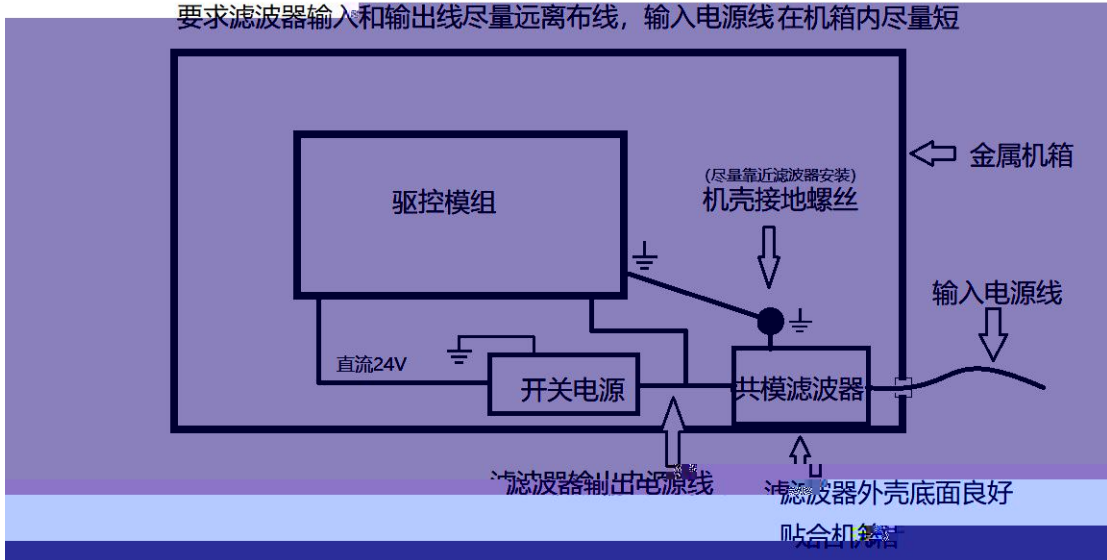 要求滤波器输入和输出线尽量远离布线，输入电源线在机箱内尽量短
金属机箱
（尽量靠近滤波器安装）
机壳接地螺丝
驱控模组
输入电源线
直流24V
开关电源
共模滤波器
滤波器输出电源线
滤波器外壳底面良好
贴合机